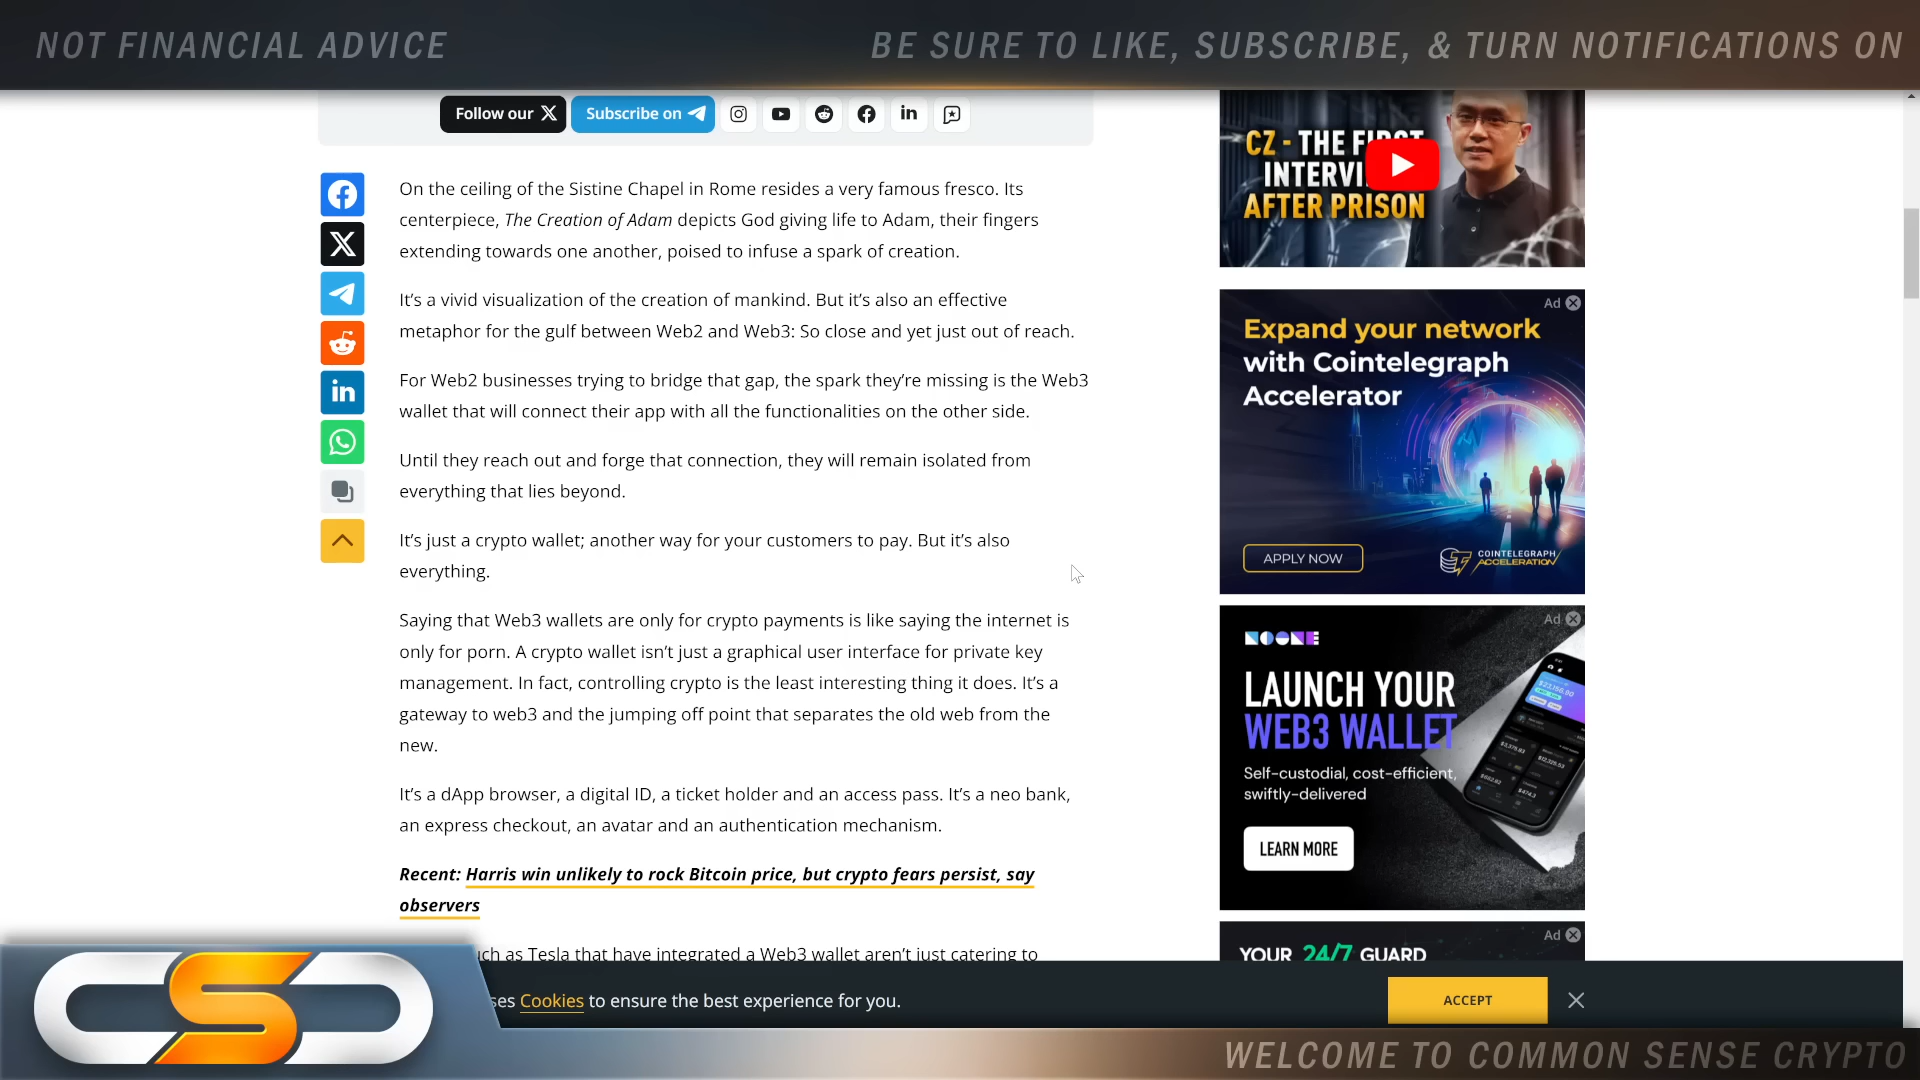 NOT FINANCIAL ADVICE
BE SURE TO LIKE, SUBSCRIBE, & TURN NOTIFICATIONS ON
Follow our X
Subscribe on
On the ceiling of the Sistine Chapel in Rome resides a very famous fresco. Its
centerpiece, The Creation of Adam depicts God giving life to Adam, their fingers
extending towards one another, poised to infuse a spark of creation.
It's a vivid visualization of the creation of mankind. But it's also an effective
metaphor for the gulf between Web2 and Web3: So close and yet just out of reach.
For Web2 businesses trying to bridge that gap, the spark they're missing is the Web3
wallet that will connect their app with all the functionalities on the other side.
Until they reach out and forge that connection, they will remain isolated from
everything that lies beyond.
It's just a crypto wallet; another way for your customers to pay. But it's also
everything.
Saying that Web3 wallets are only for crypto payments is like saying the internet is
only for porn. A crypto wallet isn't just a graphical user interface for private key
management. In fact, controlling crypto is the least interesting thing it does. It's a
gateway to web3 and the jumping off point that separates the old web from the
new.
It's a dApp browser, a digital ID, a ticket holder and an access pass. It's a neo bank,
an express checkout, an avatar and an authentication mechanism.
Recent: Harris win unlikely to rock Bitcoin price, but crypto fears persist, say
observers
as Tesla that have integrated a Web3 wallet aren't just catering to
Cookies to ensure the best experience for you.
ACCEPT
CZ - THE FIRST
INTERVI
AFTER PRISON
Ad
Expand your network
with Cointelegraph
Accelerator
APPLY NOW
COINTELEGRAPH
ACCELERATION
Ad
NOONE
LAUNCH YOUR
WEB3 WALLET
Self-custodial, cost-efficient,
swiftly-delivered
LEARN MORE
Ad
YOUR 24/7 GUARD
CSC
WELCOME TO COMMON SENSE CRYPTO